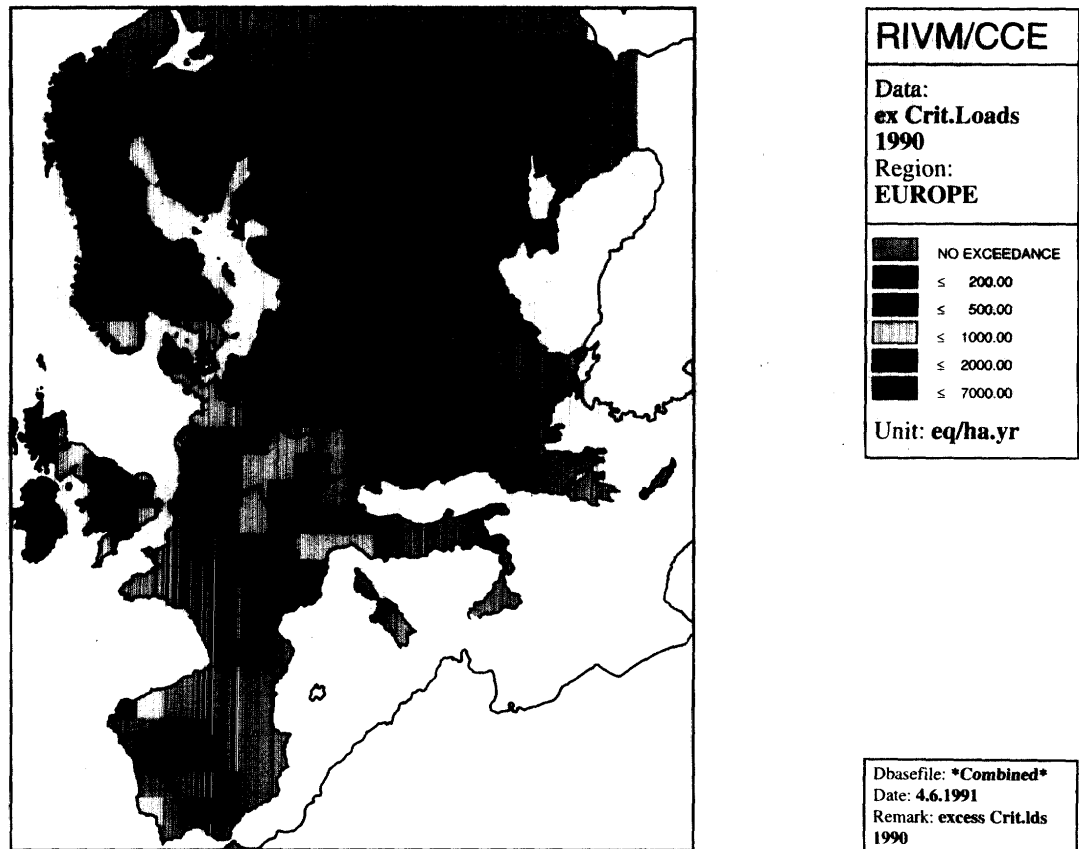 RIVM/CCE
Data:
ex Crit.Loads
1990
Region:
EUROPE
NO EXCEEDANCE
≤ 200.00
≤ 500.00
≤ 1000.00
≤ 2000.00
≤ 7000.00
Unit: eq/ha.yr
Dbasefile: *Combined*
Date: 4.6.1991
Remark: excess Crit.lds
1990